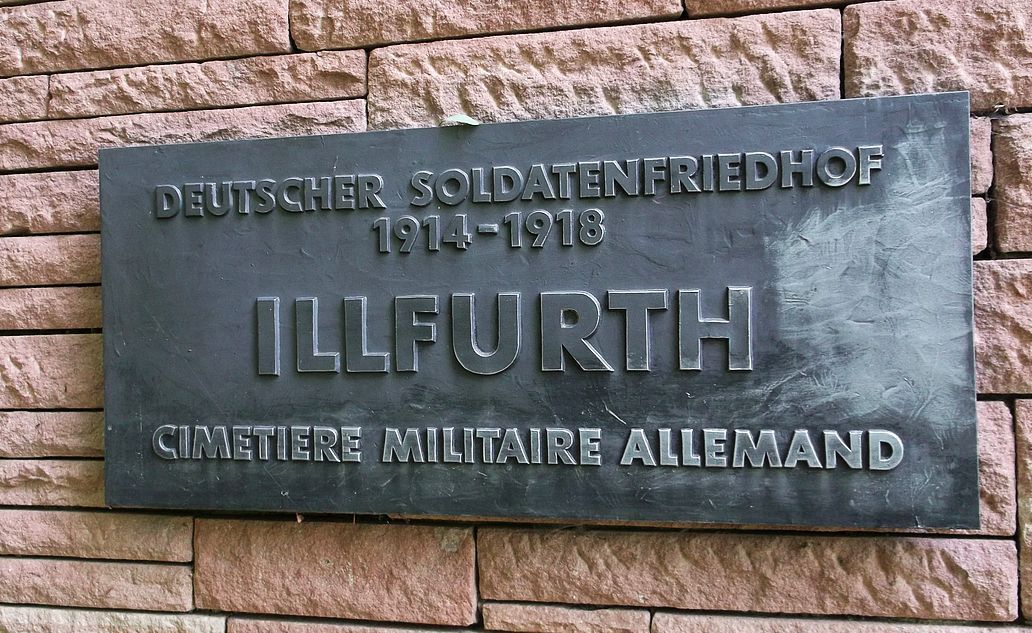 DEUTSCHER SOLDATENFRIEDHOF
1914-1918
ILLFURTH
CIMETIERE MILITAIRE ALLEMAND